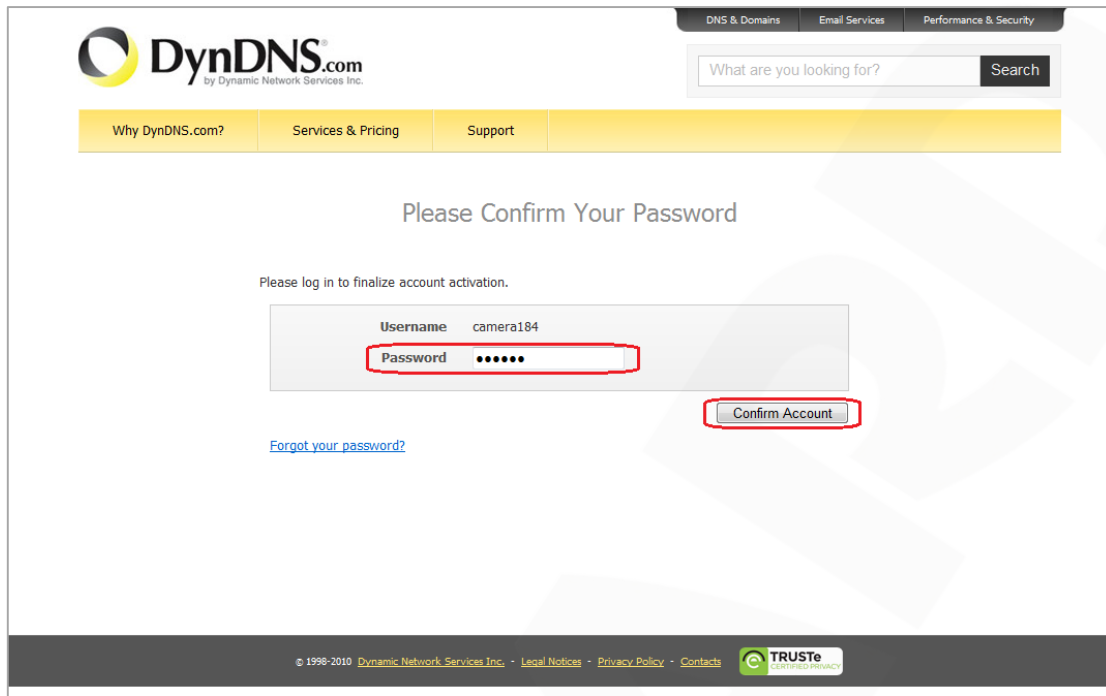 DNS & Domains Email Services Performance & Security
DynDNS.com
by Dynamic Network Services Inc.
What are you looking for? Search
Why DynDNS.com? Services & Pricing Support
Please Confirm Your Password
Please log in to finalize account activation.
Username camera184
Password ••••••
Confirm Account
Forgot your password?
© 1998-2010 Dynamic Network Services Inc. - Legal Notices - Privacy Policy - Contacts
TRUSTe
CERTIFIED PRIVACY